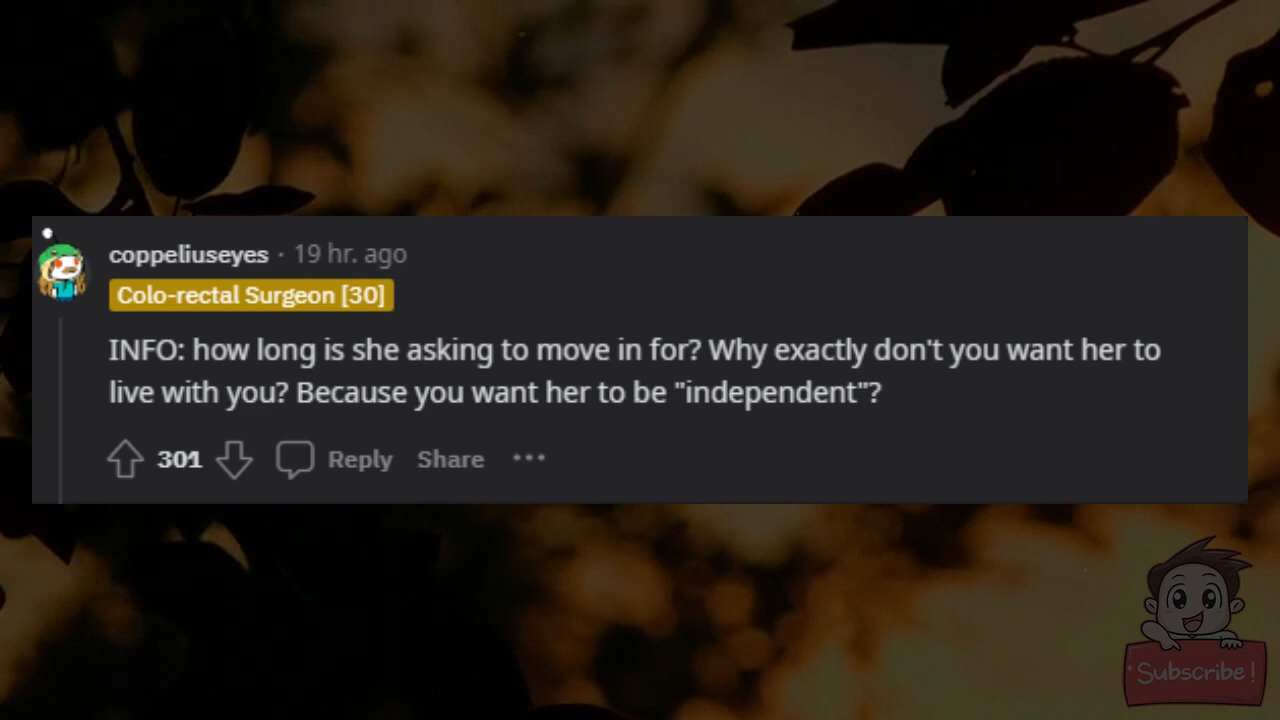 coppeliuseyes · 19 hr. ago
Colo-rectal Surgeon [30]
INFO: how long is she asking to move in for? Why exactly don't you want her to
live with you? Because you want her to be "independent"?
301 Reply Share ···
Subscribe!